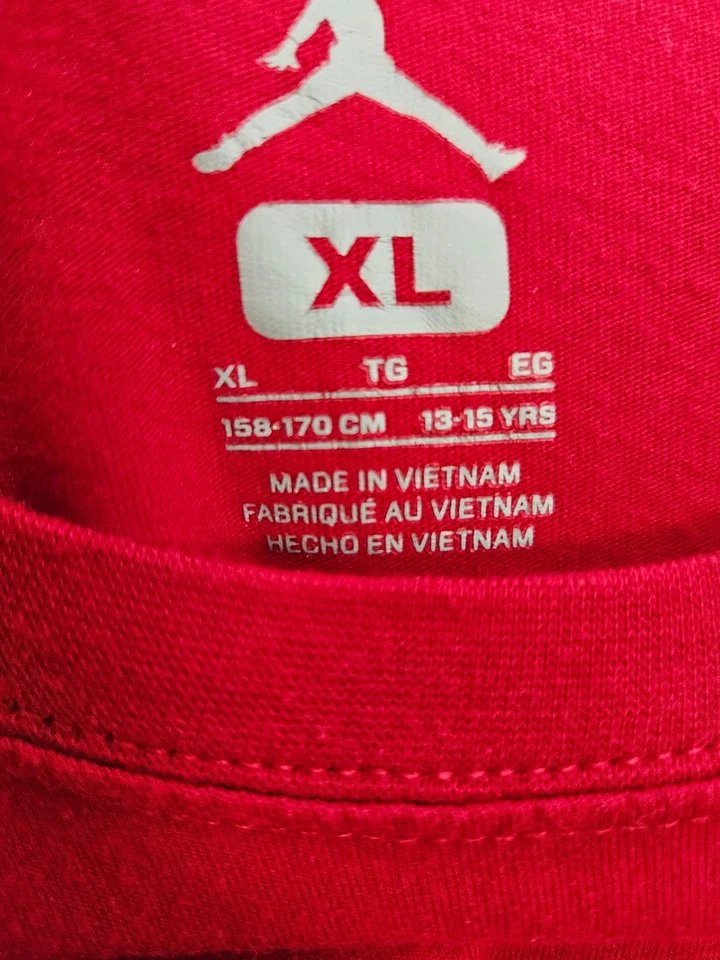 XL
XL TG EG
158-170 CM 13-15 YRS
MADE IN VIETNAM
FABRIQUÉ AU VIETNAM
HECHO EN VIETNAM